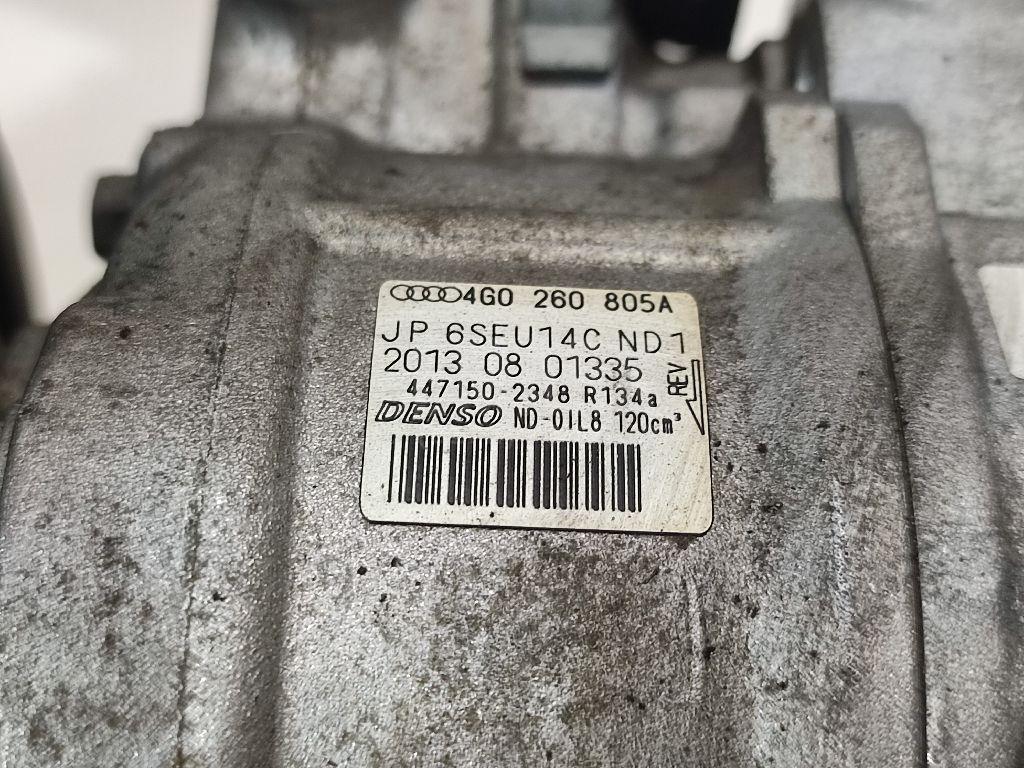 4G0 260 805A
JP 6SEU14C ND1
2013 08 01335
447150-2348 R134a
DENSO ND-OIL8 120cm³
REV